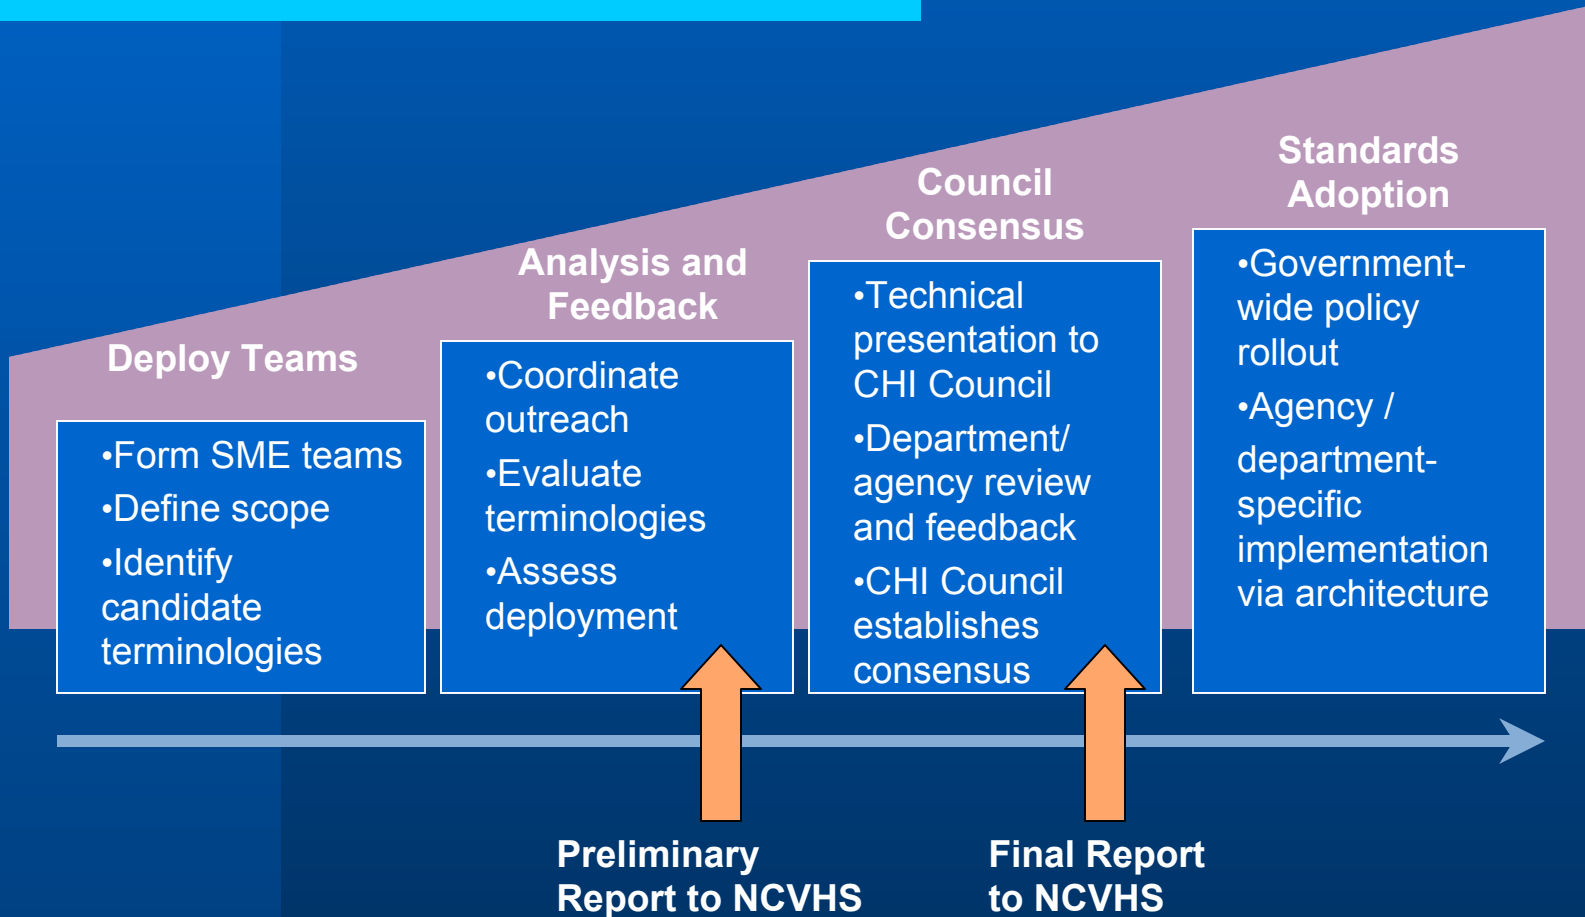 Deploy Teams
•Form SME teams
•Define scope
•Identify
candidate
terminologies
Analysis and
Feedback
•Coordinate
outreach
•Evaluate
terminologies
•Assess
deployment
Council
Consensus
•Technical
presentation to
CHI Council
•Department/
agency review
and feedback
•CHI Council
establishes
consensus
Standards
Adoption
•Government-
wide policy
rollout
•Agency /
department-
specific
implementation
via architecture
Preliminary
Report to NCVHS
Final Report
to NCVHS